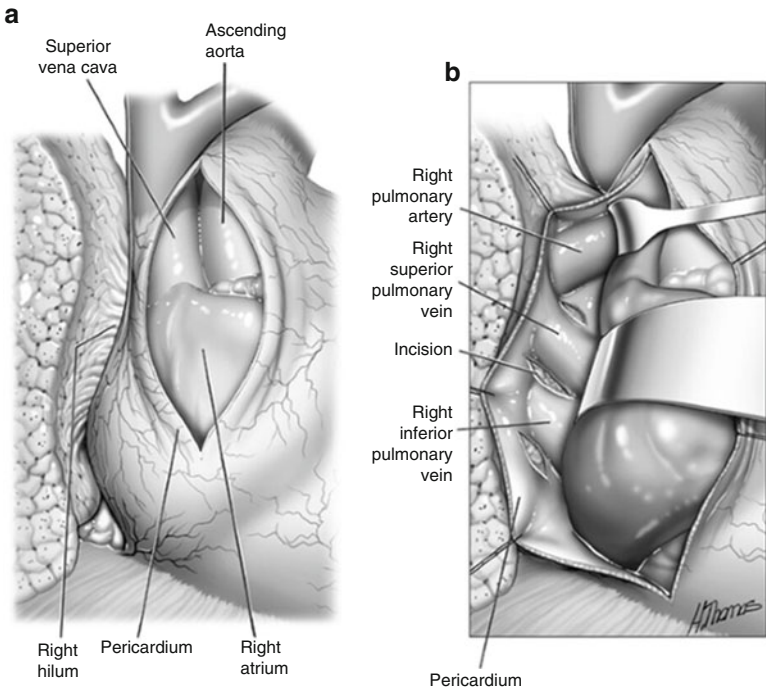 a
Superior
vena cava
Ascending
aorta
Right
hilum
Pericardium
Right
atrium
b
Right
pulmonary
artery
Right
superior
pulmonary
vein
Incision
Right
inferior
pulmonary
vein
Pericardium
HThomas